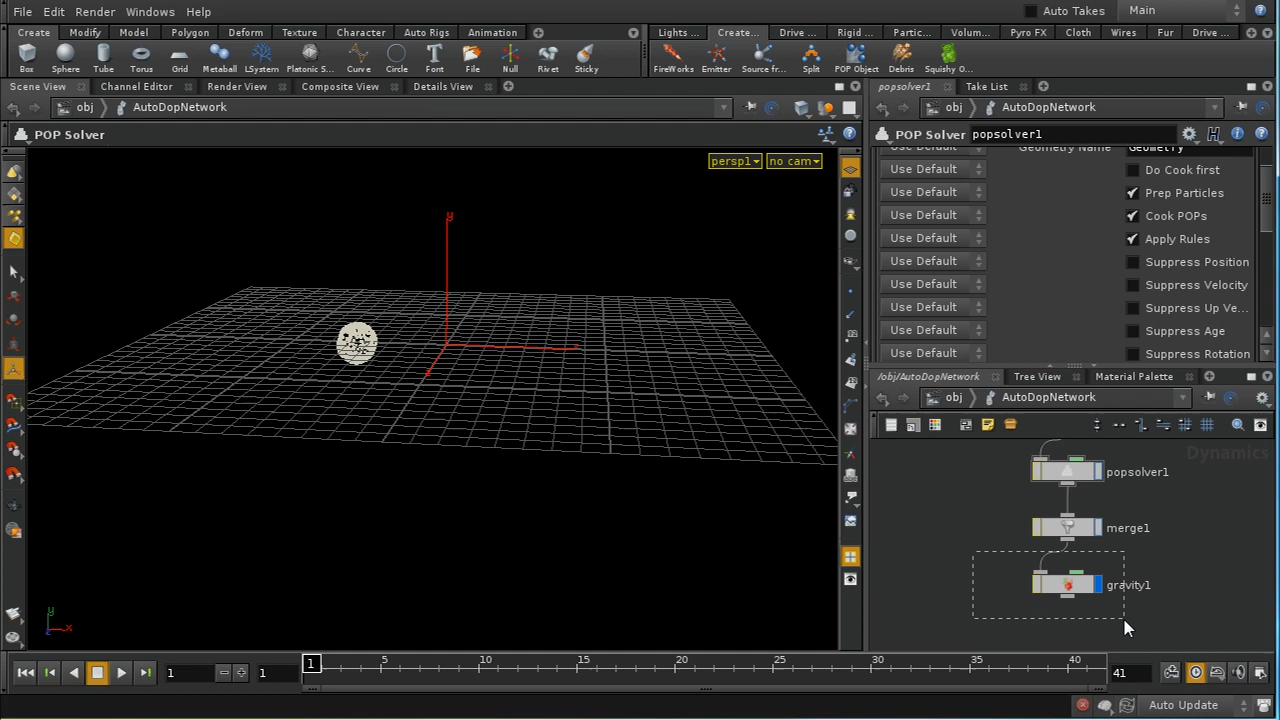 File Edit Render Windows Help Auto Takes Main
Create Modify Model Polygon Deform Texture Character Auto Rigs Animation Lights ... Create... Drive ... Rigid ... Partic... Volum... Pyro FX Cloth Wires Fur Drive ...
Box Sphere Tube Torus Grid Metaball LSystem Platonic S... Curve Circle Font File Null Rivet Sticky FireWorks Emitter Source fr... Split POP Object Debris Squishy O...
Scene View Channel Editor Render View Composite View Details View popsolver1 Take List
obj AutoDopNetwork obj AutoDopNetwork
POP Solver POP Solver popsolver1
persp1 no cam
Use Default Geometry Name Geometry
Use Default Do Cook first
Use Default Prep Particles
Use Default Cook POPs
Use Default Apply Rules
Use Default Suppress Position
Use Default Suppress Velocity
Use Default Suppress Up Ve...
Use Default Suppress Age
Use Default Suppress Rotation
/obj/AutoDopNetwork Tree View Material Palette
obj AutoDopNetwork
Dynamics
popsolver1
merge1
gravity1
y
y
x
1 1 1 5 10 15 20 25 30 35 40 41
Auto Update